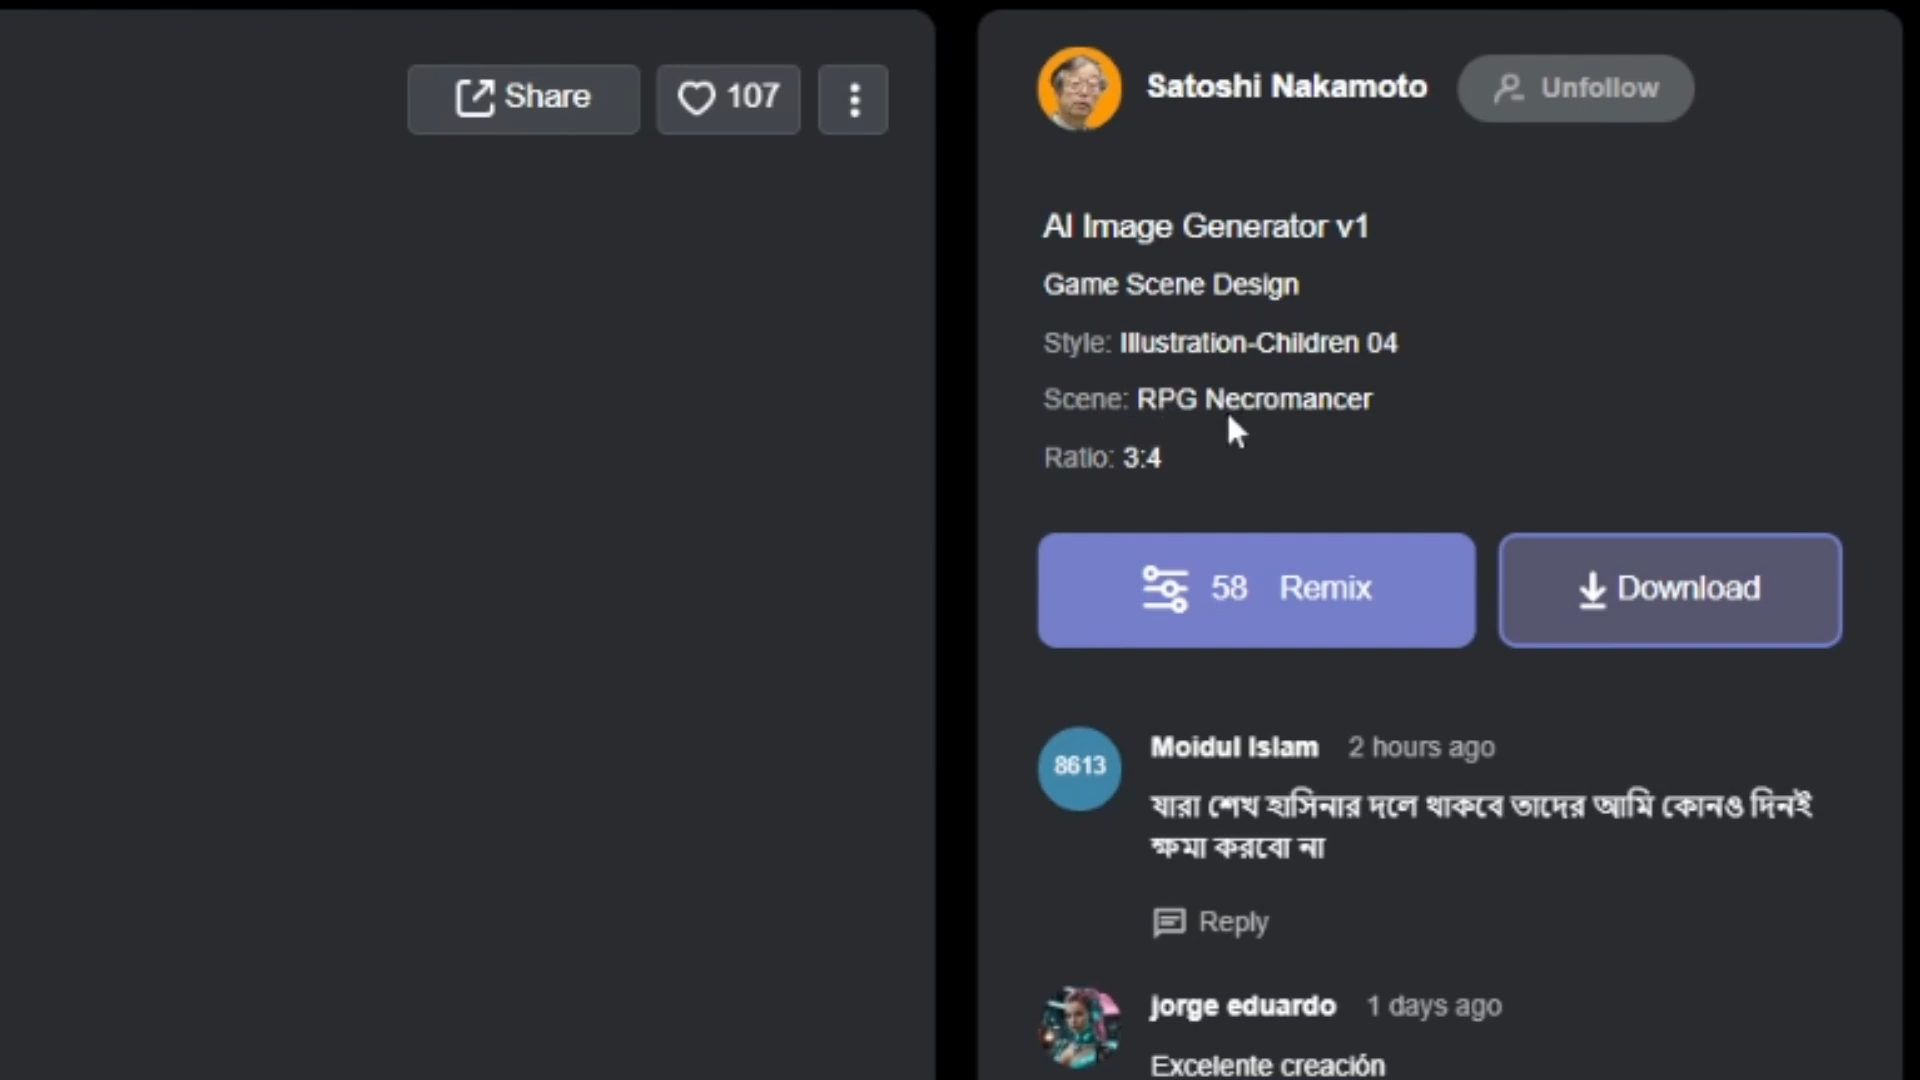 Share
107
Satoshi Nakamoto
Unfollow
AI Image Generator v1
Game Scene Design
Style: Illustration-Children 04
Scene: RPG Necromancer
Ratio: 3:4
58 Remix
Download
8613
Moidul Islam 2 hours ago
যারা শেখ হাসিনার দলে থাকবে তাদের আমি কোনও দিনই
ক্ষমা করবো না
Reply
jorge eduardo 1 days ago
Excelente creación